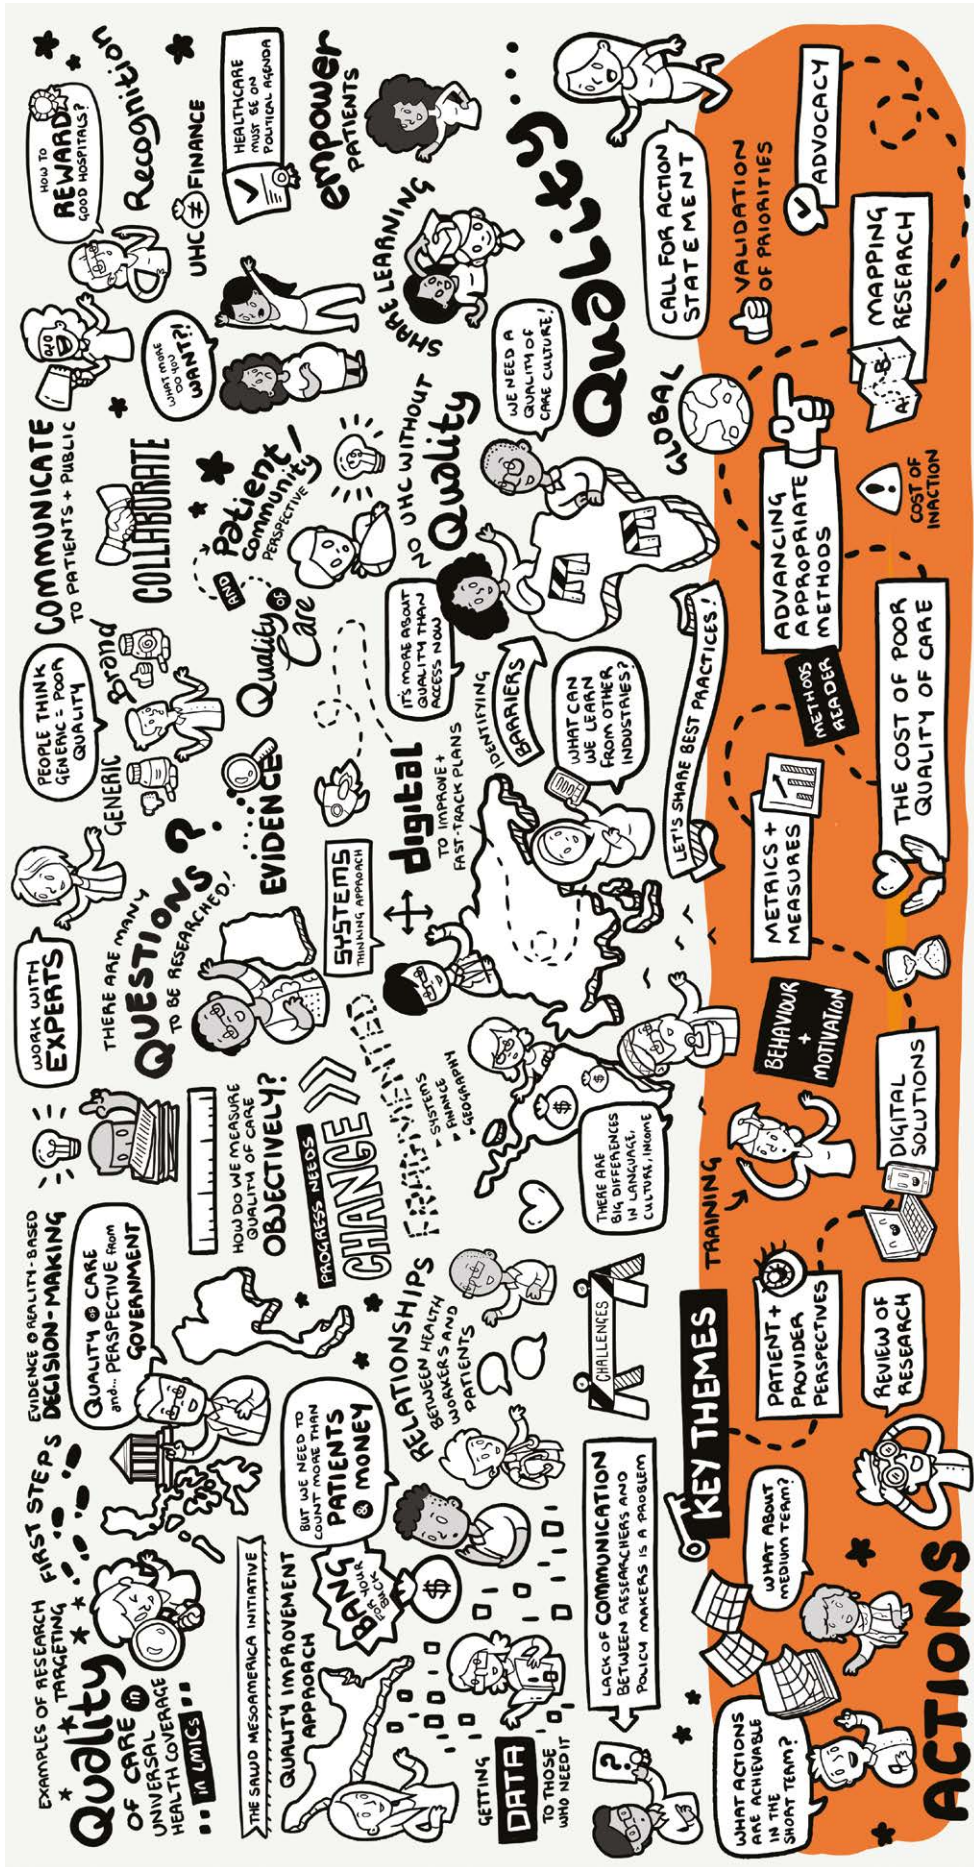 EXAMPLES OF RESEARCH
TARGETING
Quality
OF CARE in
UNIVERSAL
HEALTH COVERAGE
in LMICs
FIRST STEPS
EVIDENCE & REALITY-BASED
DECISION-MAKING
QUALITY OF CARE
and... PERSPECTIVE from
GOVERNMENT
WORK WITH
EXPERTS
THERE ARE MANY
QUESTIONS?
TO BE RESEARCHED!
PEOPLE THINK
GENERIC = POOR
QUALITY
GENERIC
Brand
COMMUNICATE
TO PATIENTS + PUBLIC
COLLABORATE
HOW TO
REWARD
GOOD HOSPITALS?
Recognition
THE SALUD MESOAMERICA INITIATIVE
QUALITY IMPROVEMENT
APPROACH
BANG
FOR YOUR
BUCK
$
BUT WE NEED TO
COUNT MORE THAN
PATIENTS
& MONEY
HOW DO WE MEASURE
QUALITY OF CARE
OBJECTIVELY?
PROGRESS NEEDS
CHANGE >>
EVIDENCE
Quality OF
Care
AND
Patient
Community
PERSPECTIVE
WHAT MORE
DO YOU
WANT?!
UHC FINANCE
HEALTHCARE
MUST BE ON
POLITICAL AGENDA
empower
PATIENTS
SYSTEMS
THINKING APPROACH
GETTING
DATA
TO THOSE
WHO NEED IT
RELATIONSHIPS
BETWEEN HEALTH
WORKERS AND
PATIENTS
FRAGMENTED
SYSTEMS
FINANCE
GEOGRAPHY
digital
TO IMPROVE +
FAST-TRACK PLANS
IT'S MORE ABOUT
QUALITY THAN
ACCESS NOW
NO UHC WITHOUT
Quality
SHARE LEARNING
IDENTIFYING
BARRIERS
WE NEED A
QUALITY OF
CARE CULTURE!
Quality...
LACK OF COMMUNICATION
BETWEEN RESEARCHERS AND
POLICY MAKERS IS A PROBLEM
?
CHALLENGES
THERE ARE
BIG DIFFERENCES
IN LANGUAGE,
CULTURE, INCOME
$
$
WHAT CAN
WE LEARN
FROM OTHER
INDUSTRIES?
LET'S SHARE BEST PRACTICES!
GLOBAL
CALL FOR ACTION
STATEMENT
VALIDATION
OF PRIORITIES
ADVOCACY
KEY THEMES
TRAINING
BEHAVIOUR
+
MOTIVATION
PATIENT +
PROVIDER
PERSPECTIVES
METRICS +
MEASURES
METHODS
READER
ADVANCING
APPROPRIATE
METHODS
MAPPING
RESEARCH
A
B
WHAT ACTIONS
ARE ACHIEVABLE
IN THE
SHORT TEAM?
WHAT ABOUT
MEDIUM TERM?
REVIEW OF
RESEARCH
DIGITAL
SOLUTIONS
THE COST OF POOR
QUALITY OF CARE
!
COST OF
INACTION
ACTIONS